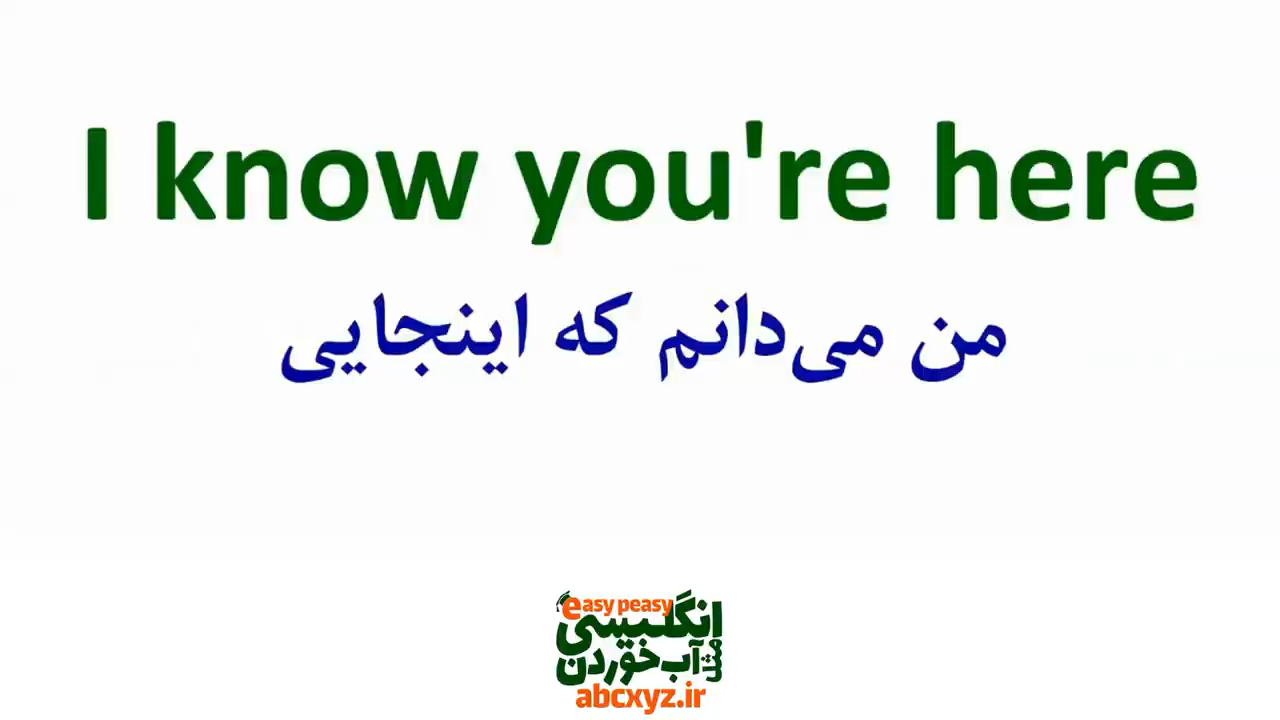 I know you're here
من می‌دانم که اینجایی
easy peasy
انگلیسی
مثل آب خوردن
abcxyz.ir